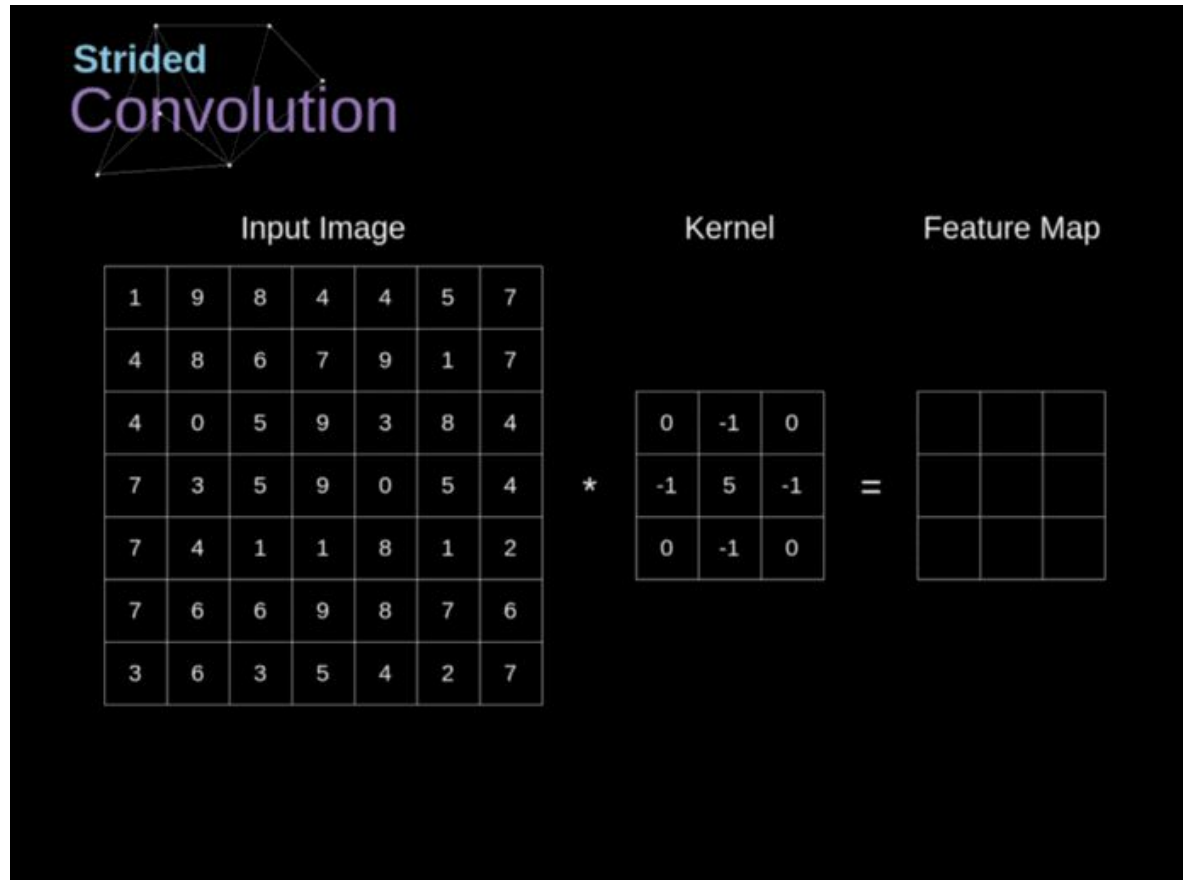 Strided
Convolution
Input Image
Kernel
Feature Map
1 9 8 4 4 5 7
4 8 6 7 9 1 7
4 0 5 9 3 8 4
0 -1 0
7 3 5 9 0 5 4
*
-1 5 -1
=
7 4 1 1 8 1 2
0 -1 0
7 6 6 9 8 7 6
3 6 3 5 4 2 7